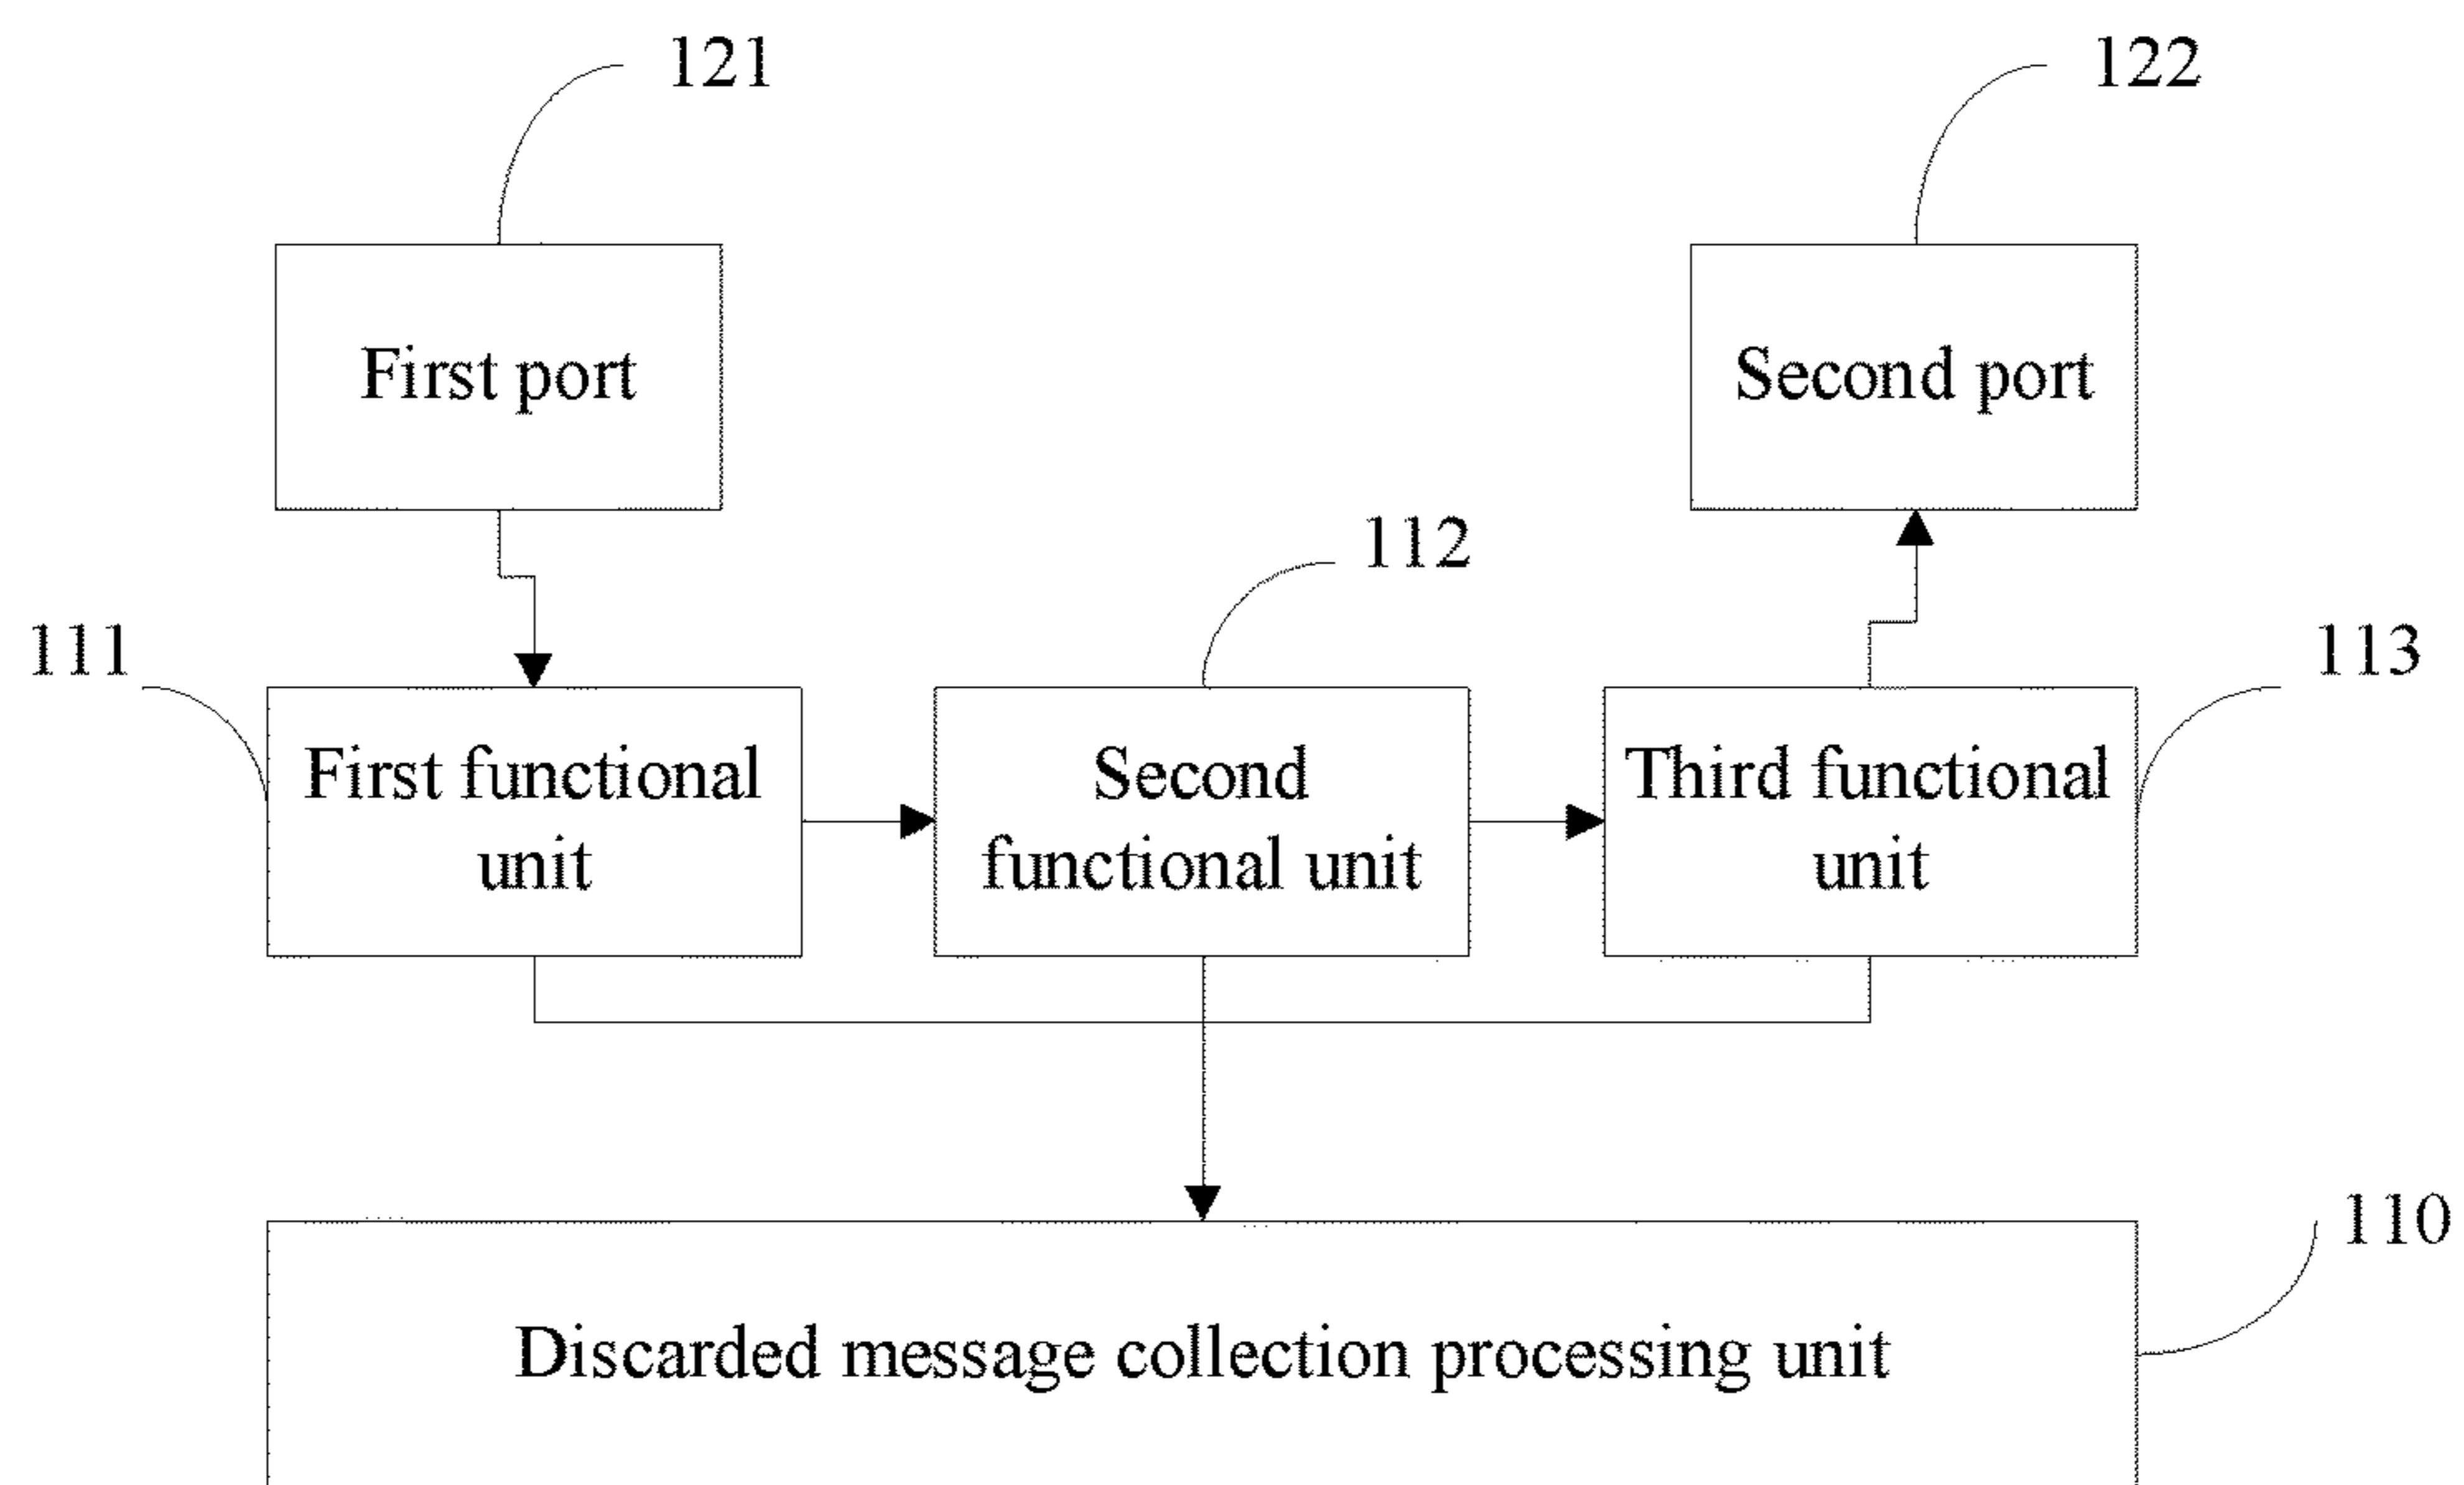 121
122
First port
Second port
112
111
113
First functional
unit
Second
functional unit
Third functional
unit
110
Discarded message collection processing unit